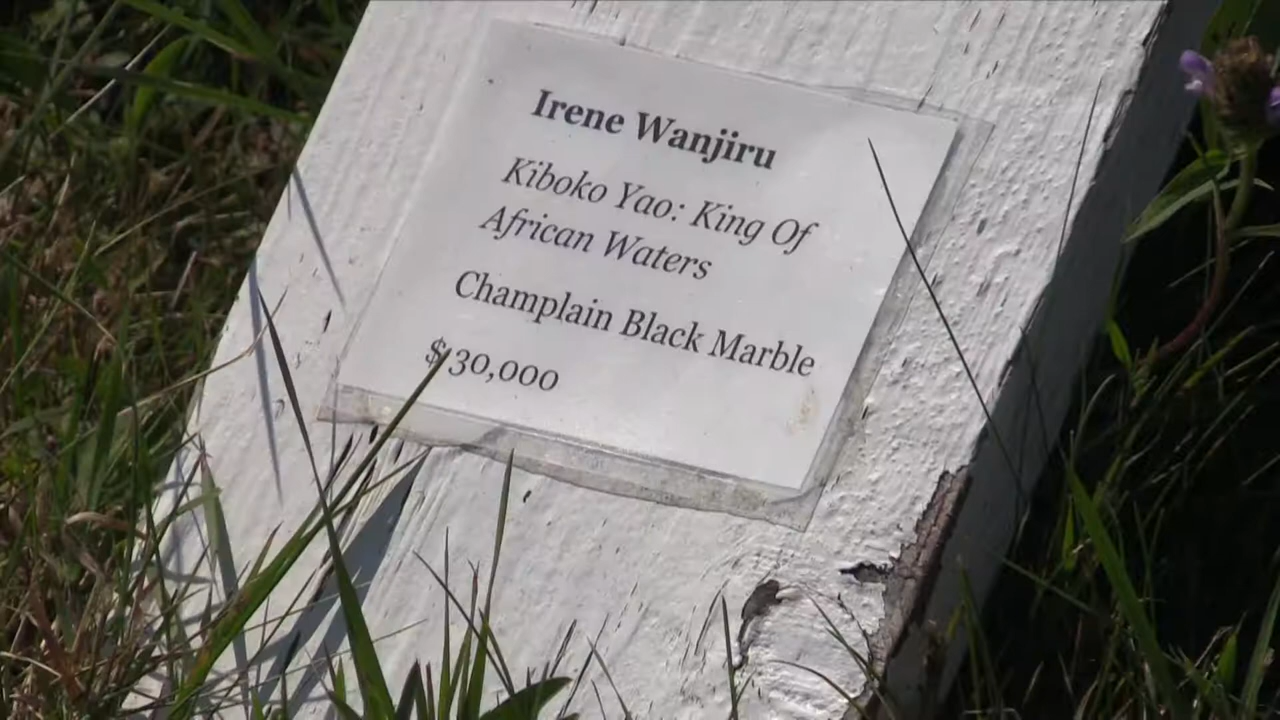 Irene Wanjiru
Kiboko Yao: King Of
African Waters
Champlain Black Marble
$30,000